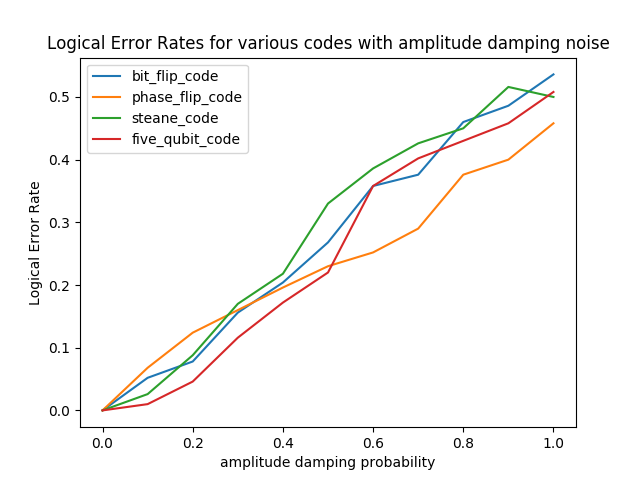 Logical Error Rates for various codes with amplitude damping noise
bit_flip_code
phase_flip_code
steane_code
five_qubit_code
Logical Error Rate
0.5
0.4
0.3
0.2
0.1
0.0
0.0 0.2 0.4 0.6 0.8 1.0
amplitude damping probability